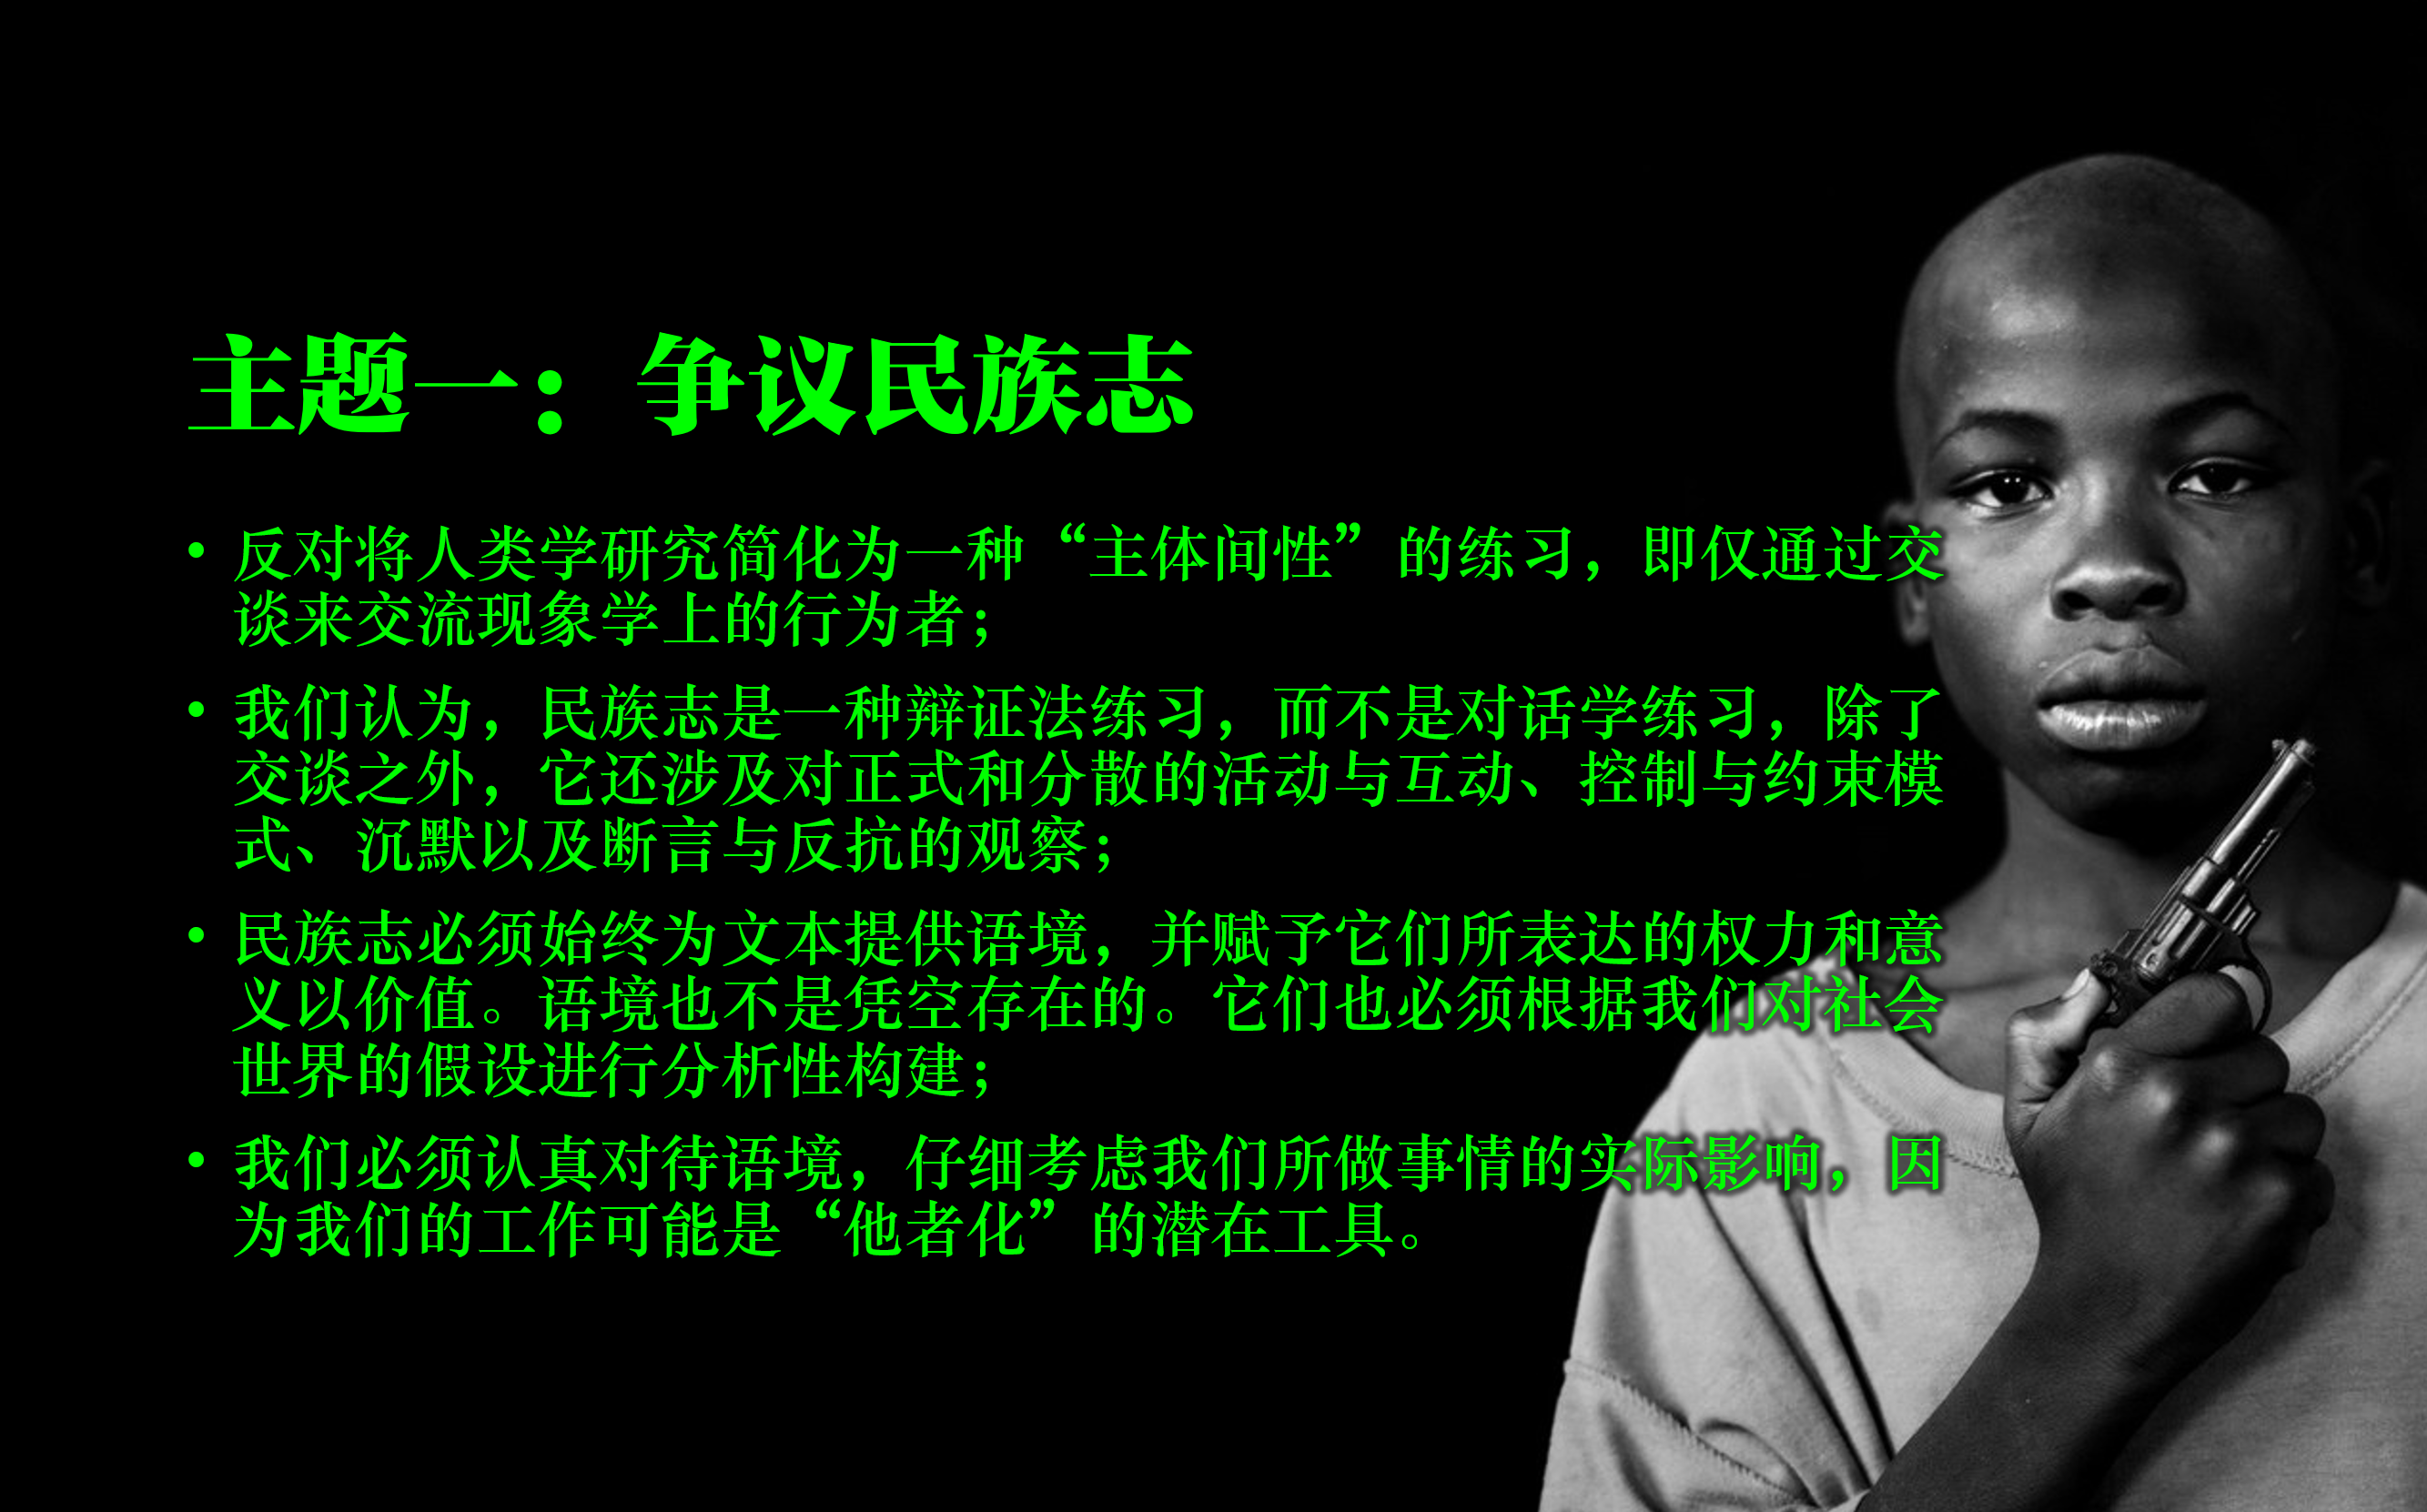 主题一：争议民族志
• 反对将人类学研究简化为一种“主体间性”的练习，即仅通过交
谈来交流现象学上的行为者；
• 我们认为，民族志是一种辩证法练习，而不是对话学练习，除了
交谈之外，它还涉及对正式和分散的活动与互动、控制与约束模
式、沉默以及断言与反抗的观察；
• 民族志必须始终为文本提供语境，并赋予它们所表达的权力和意
义以价值。语境也不是凭空存在的。它们也必须根据我们对社会
世界的假设进行分析性构建；
• 我们必须认真对待语境，仔细考虑我们所做事情的实际影响，因
为我们的工作可能是“他者化”的潜在工具。